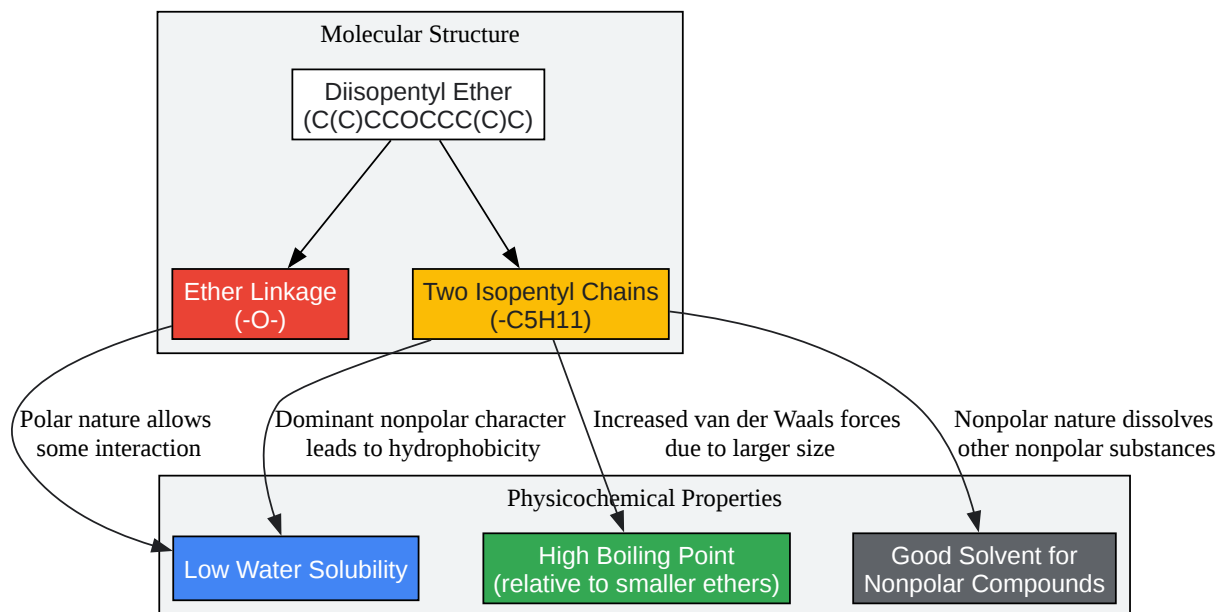 Molecular Structure
Diisopentyl Ether
(C(C)CCOCCC(C)C)
Ether Linkage
(-O-)
Two Isopentyl Chains
(-C5H11)
Polar nature allows
some interaction
Dominant nonpolar character
leads to hydrophobicity
Increased van der Waals forces
due to larger size
Nonpolar nature dissolves
other nonpolar substances
Physicochemical Properties
Low Water Solubility
High Boiling Point
(relative to smaller ethers)
Good Solvent for
Nonpolar Compounds